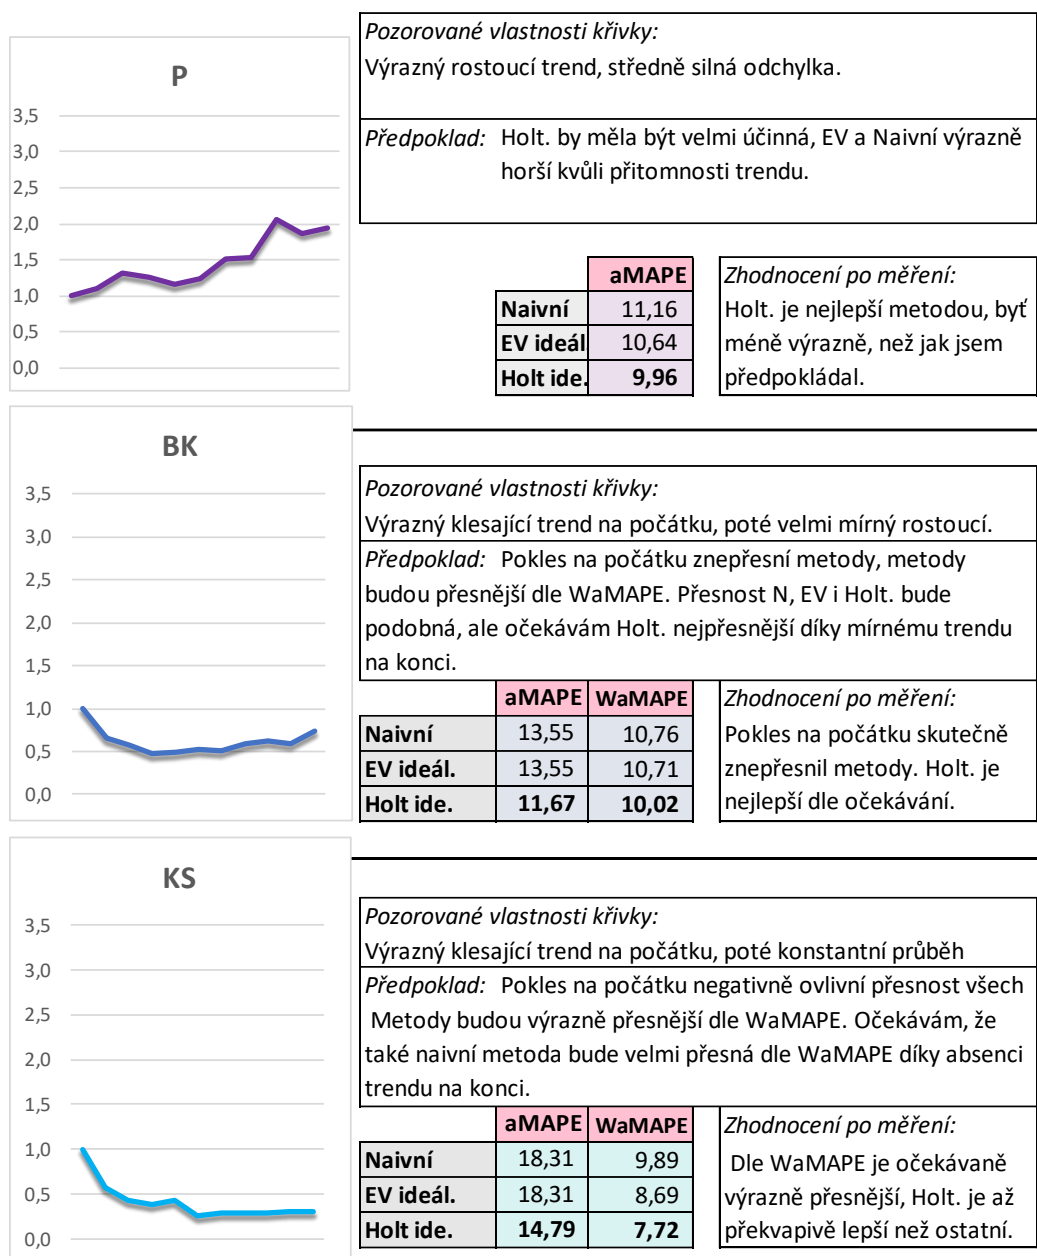 P
3,5
3,0
2,5
2,0
1,5
1,0
0,5
0,0
Pozorované vlastnosti křivky:
Výrazný rostoucí trend, středně silná odchylka.
Předpoklad: Holt. by měla být velmi účinná, EV a Naivní výrazně
horší kvůli přitomnosti trendu.
aMAPE
Naivní 11,16
EV ideál. 10,64
Holt ide. 9,96
Zhodnocení po měření:
Holt. je nejlepší metodou, byť
méně výrazně, než jak jsem
předpokládal.
BK
3,5
3,0
2,5
2,0
1,5
1,0
0,5
0,0
Pozorované vlastnosti křivky:
Výrazný klesající trend na počátku, poté velmi mírný rostoucí.
Předpoklad: Pokles na počátku znepřesní metody, metody
budou přesnější dle WaMAPE. Přesnost N, EV i Holt. bude
podobná, ale očekávám Holt. nejpřesnější díky mírnému trendu
na konci.
aMAPE WaMAPE
Naivní 13,55 10,76
EV ideál. 13,55 10,71
Holt ide. 11,67 10,02
Zhodnocení po měření:
Pokles na počátku skutečně
znepřesnil metody. Holt. je
nejlepší dle očekávání.
KS
3,5
3,0
2,5
2,0
1,5
1,0
0,5
0,0
Pozorované vlastnosti křivky:
Výrazný klesající trend na počátku, poté konstantní průběh
Předpoklad: Pokles na počátku negativně ovlivní přesnost všech
Metody budou výrazně přesnější dle WaMAPE. Očekávám, že
také naivní metoda bude velmi přesná dle WaMAPE díky absenci
trendu na konci.
aMAPE WaMAPE
Naivní 18,31 9,89
EV ideál. 18,31 8,69
Holt ide. 14,79 7,72
Zhodnocení po měření:
Dle WaMAPE je očekávaně
výrazně přesnější, Holt. je až
překvapivě lepší než ostatní.